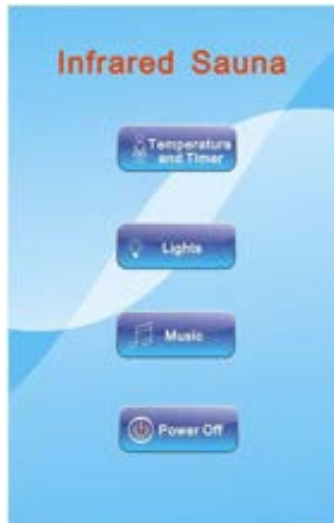 Infrared Sauna
Temperature
and Timer
Lights
Music
Power Off